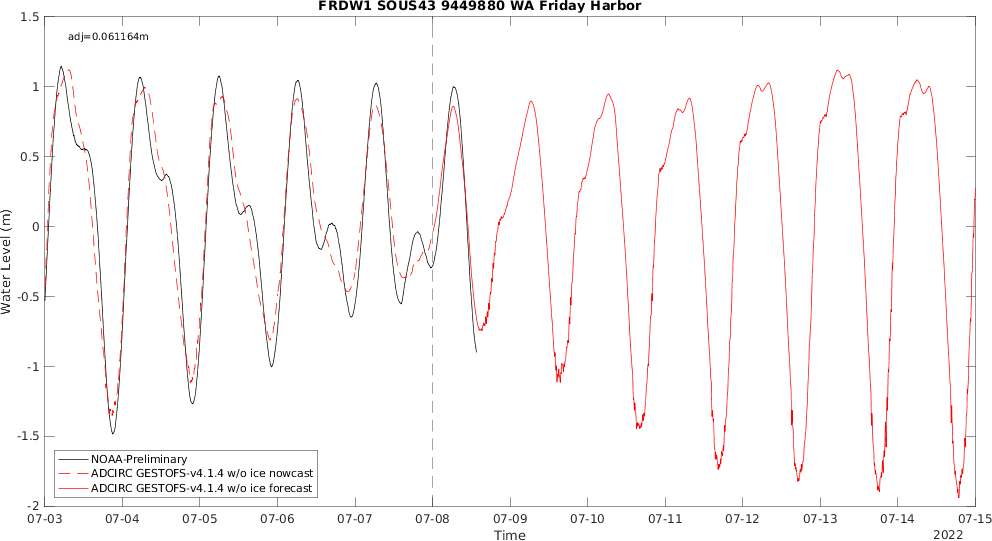 FRDW1 SOUS43 9449880 WA Friday Harbor
adj=0.061164m
1.5
1
0.5
0
-0.5
-1
-1.5
-2
Water Level (m)
NOAA-Preliminary
ADCIRC GESTOFS-v4.1.4 w/o ice nowcast
ADCIRC GESTOFS-v4.1.4 w/o ice forecast
07-03 07-04 07-05 07-06 07-07 07-08 07-09 07-10 07-11 07-12 07-13 07-14 07-15
Time
2022